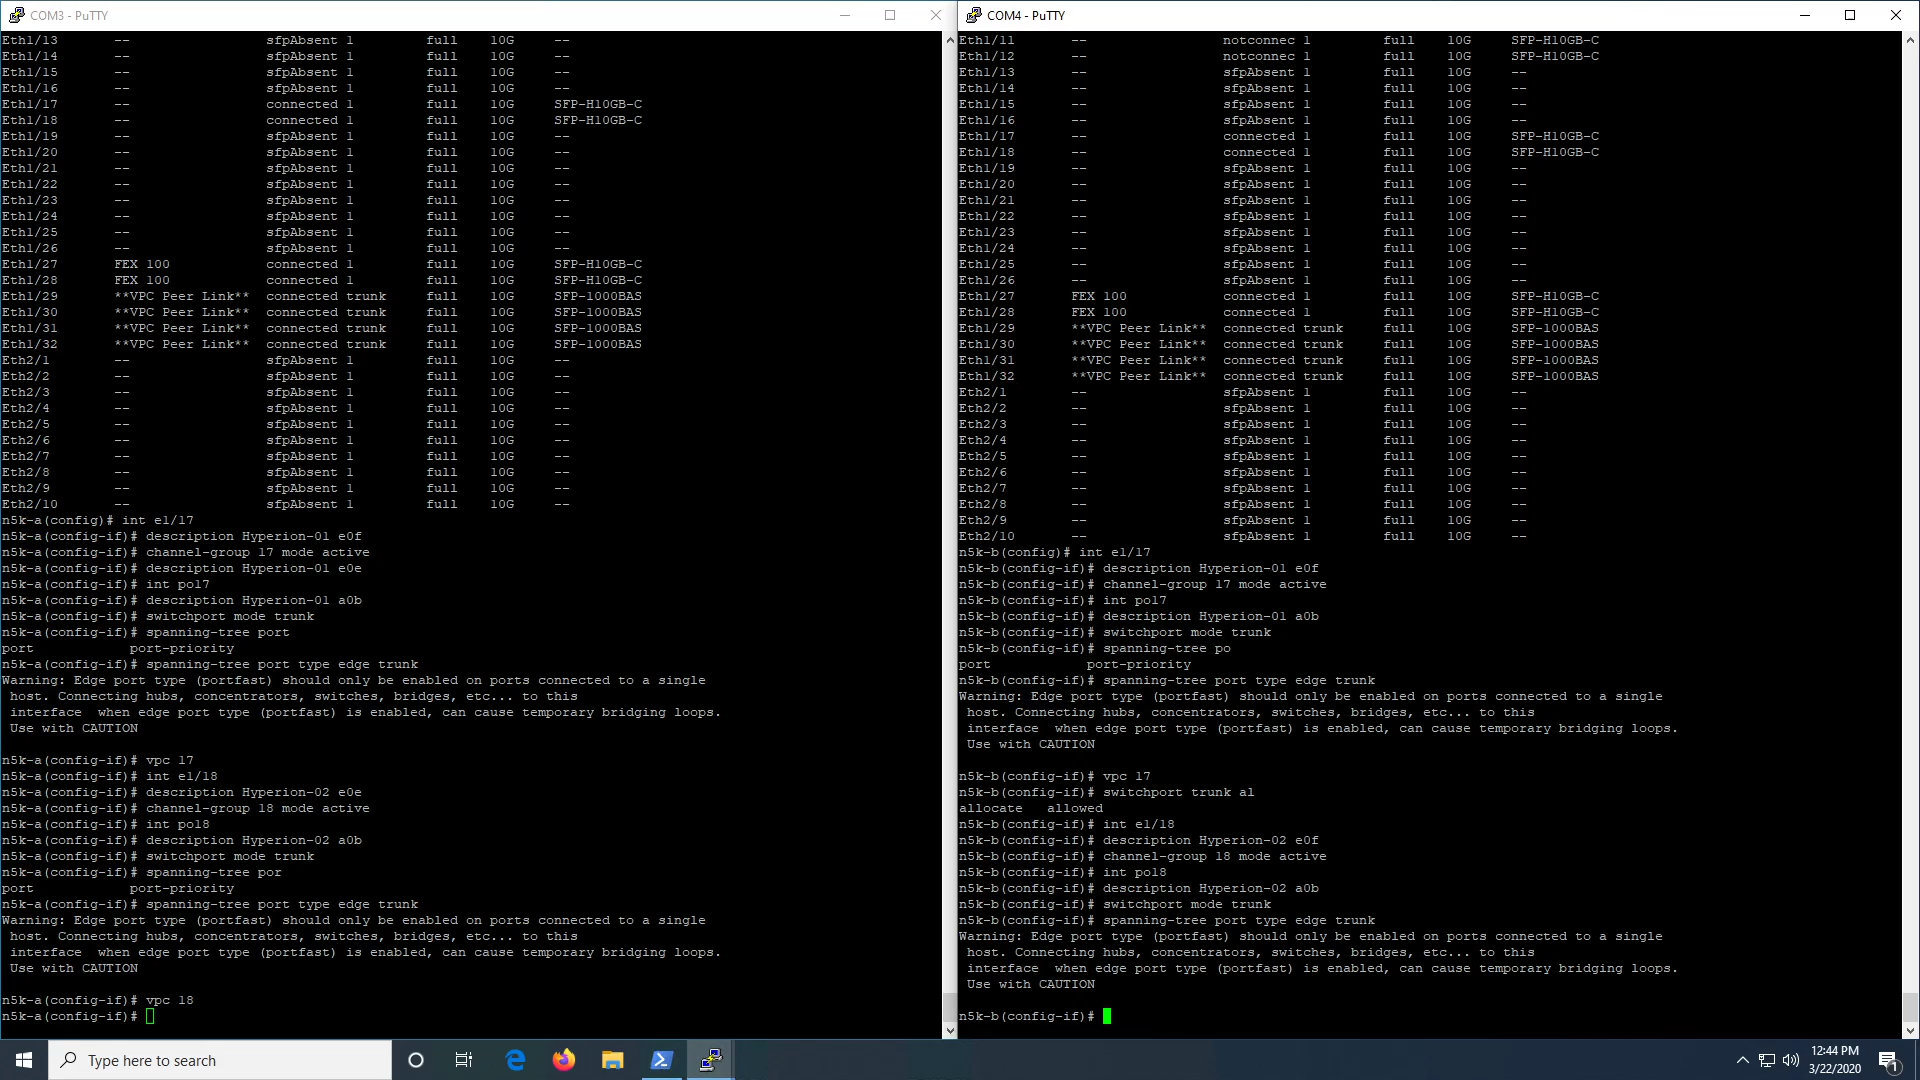 COM3 - PuTTY
Eth1/13 -- sfpAbsent 1 full 10G --
Eth1/14 -- sfpAbsent 1 full 10G --
Eth1/15 -- sfpAbsent 1 full 10G --
Eth1/16 -- sfpAbsent 1 full 10G --
Eth1/17 -- connected 1 full 10G SFP-H10GB-C
Eth1/18 -- connected 1 full 10G SFP-H10GB-C
Eth1/19 -- sfpAbsent 1 full 10G --
Eth1/20 -- sfpAbsent 1 full 10G --
Eth1/21 -- sfpAbsent 1 full 10G --
Eth1/22 -- sfpAbsent 1 full 10G --
Eth1/23 -- sfpAbsent 1 full 10G --
Eth1/24 -- sfpAbsent 1 full 10G --
Eth1/25 -- sfpAbsent 1 full 10G --
Eth1/26 -- sfpAbsent 1 full 10G --
Eth1/27 FEX 100 connected 1 full 10G SFP-H10GB-C
Eth1/28 FEX 100 connected 1 full 10G SFP-H10GB-C
Eth1/29 **VPC Peer Link** connected trunk full 10G SFP-1000BAS
Eth1/30 **VPC Peer Link** connected trunk full 10G SFP-1000BAS
Eth1/31 **VPC Peer Link** connected trunk full 10G SFP-1000BAS
Eth1/32 **VPC Peer Link** connected trunk full 10G SFP-1000BAS
Eth2/1 -- sfpAbsent 1 full 10G --
Eth2/2 -- sfpAbsent 1 full 10G --
Eth2/3 -- sfpAbsent 1 full 10G --
Eth2/4 -- sfpAbsent 1 full 10G --
Eth2/5 -- sfpAbsent 1 full 10G --
Eth2/6 -- sfpAbsent 1 full 10G --
Eth2/7 -- sfpAbsent 1 full 10G --
Eth2/8 -- sfpAbsent 1 full 10G --
Eth2/9 -- sfpAbsent 1 full 10G --
Eth2/10 -- sfpAbsent 1 full 10G --
n5k-a(config)# int e1/17
n5k-a(config-if)# description Hyperion-01 e0f
n5k-a(config-if)# channel-group 17 mode active
n5k-a(config-if)# description Hyperion-01 e0e
n5k-a(config-if)# int po17
n5k-a(config-if)# description Hyperion-01 a0b
n5k-a(config-if)# switchport mode trunk
n5k-a(config-if)# spanning-tree port
port port-priority
n5k-a(config-if)# spanning-tree port type edge trunk
Warning: Edge port type (portfast) should only be enabled on ports connected to a single
host. Connecting hubs, concentrators, switches, bridges, etc... to this
interface when edge port type (portfast) is enabled, can cause temporary bridging loops.
Use with CAUTION
n5k-a(config-if)# vpc 17
n5k-a(config-if)# int e1/18
n5k-a(config-if)# description Hyperion-02 e0e
n5k-a(config-if)# channel-group 18 mode active
n5k-a(config-if)# int po18
n5k-a(config-if)# description Hyperion-02 a0b
n5k-a(config-if)# switchport mode trunk
n5k-a(config-if)# spanning-tree por
port port-priority
n5k-a(config-if)# spanning-tree port type edge trunk
Warning: Edge port type (portfast) should only be enabled on ports connected to a single
host. Connecting hubs, concentrators, switches, bridges, etc... to this
interface when edge port type (portfast) is enabled, can cause temporary bridging loops.
Use with CAUTION
n5k-a(config-if)# vpc 18
n5k-a(config-if)#
COM4 - PuTTY
Eth1/11 -- notconnec 1 full 10G SFP-H10GB-C
Eth1/12 -- notconnec 1 full 10G SFP-H10GB-C
Eth1/13 -- sfpAbsent 1 full 10G --
Eth1/14 -- sfpAbsent 1 full 10G --
Eth1/15 -- sfpAbsent 1 full 10G --
Eth1/16 -- sfpAbsent 1 full 10G --
Eth1/17 -- connected 1 full 10G SFP-H10GB-C
Eth1/18 -- connected 1 full 10G SFP-H10GB-C
Eth1/19 -- sfpAbsent 1 full 10G --
Eth1/20 -- sfpAbsent 1 full 10G --
Eth1/21 -- sfpAbsent 1 full 10G --
Eth1/22 -- sfpAbsent 1 full 10G --
Eth1/23 -- sfpAbsent 1 full 10G --
Eth1/24 -- sfpAbsent 1 full 10G --
Eth1/25 -- sfpAbsent 1 full 10G --
Eth1/26 -- sfpAbsent 1 full 10G --
Eth1/27 FEX 100 connected 1 full 10G SFP-H10GB-C
Eth1/28 FEX 100 connected 1 full 10G SFP-H10GB-C
Eth1/29 **VPC Peer Link** connected trunk full 10G SFP-1000BAS
Eth1/30 **VPC Peer Link** connected trunk full 10G SFP-1000BAS
Eth1/31 **VPC Peer Link** connected trunk full 10G SFP-1000BAS
Eth1/32 **VPC Peer Link** connected trunk full 10G SFP-1000BAS
Eth2/1 -- sfpAbsent 1 full 10G --
Eth2/2 -- sfpAbsent 1 full 10G --
Eth2/3 -- sfpAbsent 1 full 10G --
Eth2/4 -- sfpAbsent 1 full 10G --
Eth2/5 -- sfpAbsent 1 full 10G --
Eth2/6 -- sfpAbsent 1 full 10G --
Eth2/7 -- sfpAbsent 1 full 10G --
Eth2/8 -- sfpAbsent 1 full 10G --
Eth2/9 -- sfpAbsent 1 full 10G --
Eth2/10 -- sfpAbsent 1 full 10G --
n5k-b(config)# int e1/17
n5k-b(config-if)# description Hyperion-01 e0f
n5k-b(config-if)# channel-group 17 mode active
n5k-b(config-if)# int po17
n5k-b(config-if)# description Hyperion-01 a0b
n5k-b(config-if)# switchport mode trunk
n5k-b(config-if)# spanning-tree po
port port-priority
n5k-b(config-if)# spanning-tree port type edge trunk
Warning: Edge port type (portfast) should only be enabled on ports connected to a single
host. Connecting hubs, concentrators, switches, bridges, etc... to this
interface when edge port type (portfast) is enabled, can cause temporary bridging loops.
Use with CAUTION
n5k-b(config-if)# vpc 17
n5k-b(config-if)# switchport trunk al
allocate allowed
n5k-b(config-if)# int e1/18
n5k-b(config-if)# description Hyperion-02 e0f
n5k-b(config-if)# channel-group 18 mode active
n5k-b(config-if)# int po18
n5k-b(config-if)# description Hyperion-02 a0b
n5k-b(config-if)# switchport mode trunk
n5k-b(config-if)# spanning-tree port type edge trunk
Warning: Edge port type (portfast) should only be enabled on ports connected to a single
host. Connecting hubs, concentrators, switches, bridges, etc... to this
interface when edge port type (portfast) is enabled, can cause temporary bridging loops.
Use with CAUTION
n5k-b(config-if)#
Type here to search
12:44 PM
3/22/2020
1